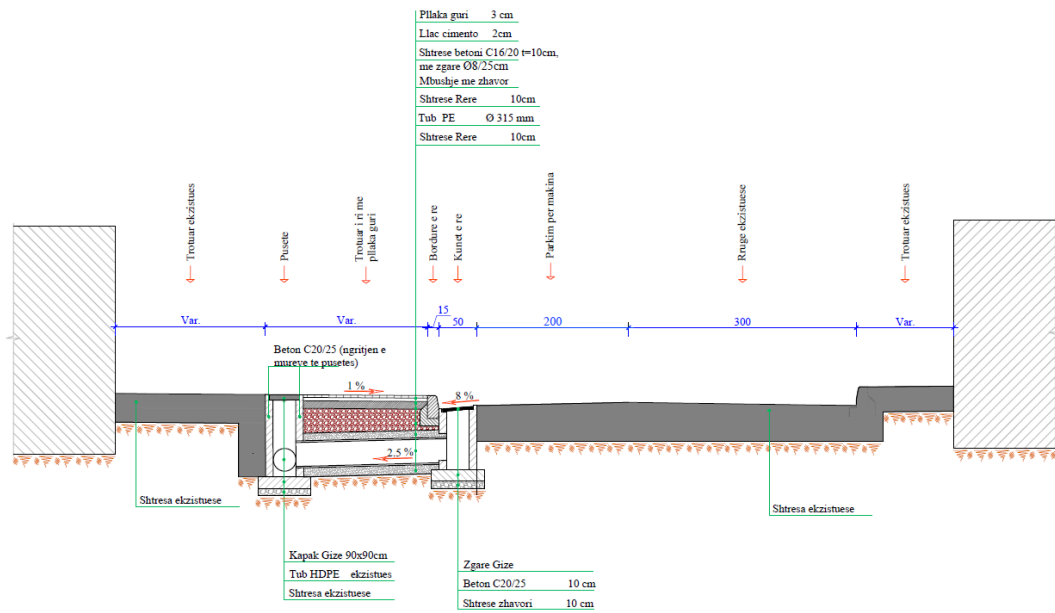 Pllaka guri 3 cm
Llac cimento 2cm
Shtrese betoni C16/20 t=10cm,
me zgare Ø8/25cm
Mbushje me zhavor
Shtrese Rere 10cm
Tub PE Ø 315 mm
Shtrese Rere 10cm
Trotuar ekzistues
Pusete
Trotuar i ri me
pllaka guri
Bordure e re
Kunet e re
Parkim per makina
Rruge ekzistuese
Trotuar ekzistues
Var.
Var.
15
50
200
300
Var.
Beton C20/25 (ngritjen e
mureve te pusetes)
1 %
8 %
2.5 %
Shtresa ekzistuese
Shtresa ekzistuese
Kapak Gize 90x90cm
Tub HDPE ekzistues
Shtresa ekzistuese
Zgare Gize
Beton C20/25 10 cm
Shtrese zhavori 10 cm